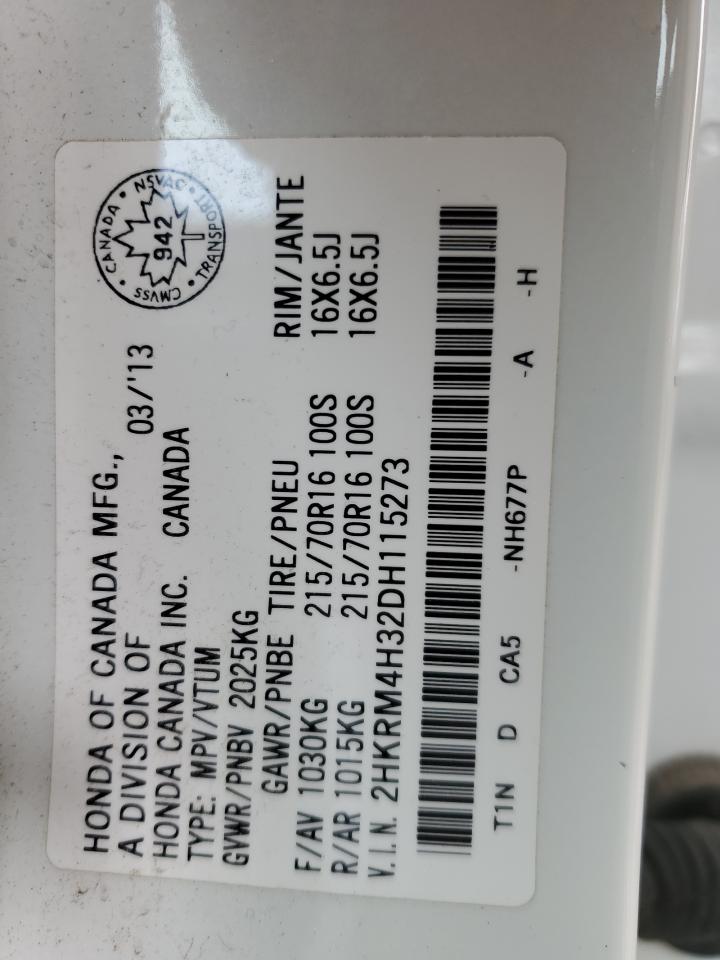 HONDA OF CANADA MFG.,
A DIVISION OF 03/'13
HONDA CANADA INC. CANADA
TYPE: MPV/VTUM
GVWR/PNBV 2025KG
GAWR/PNBE TIRE/PNEU RIM/JANTE
F/AV 1030KG 215/70R16 100S 16X6.5J
R/AR 1015KG 215/70R16 100S 16X6.5J
V.I.N. 2HKRM4H32DH115273
T1N D CA5 -NH677P -A -H
CANADA • NSVAC • TRANSPORT • CMVSS •
942